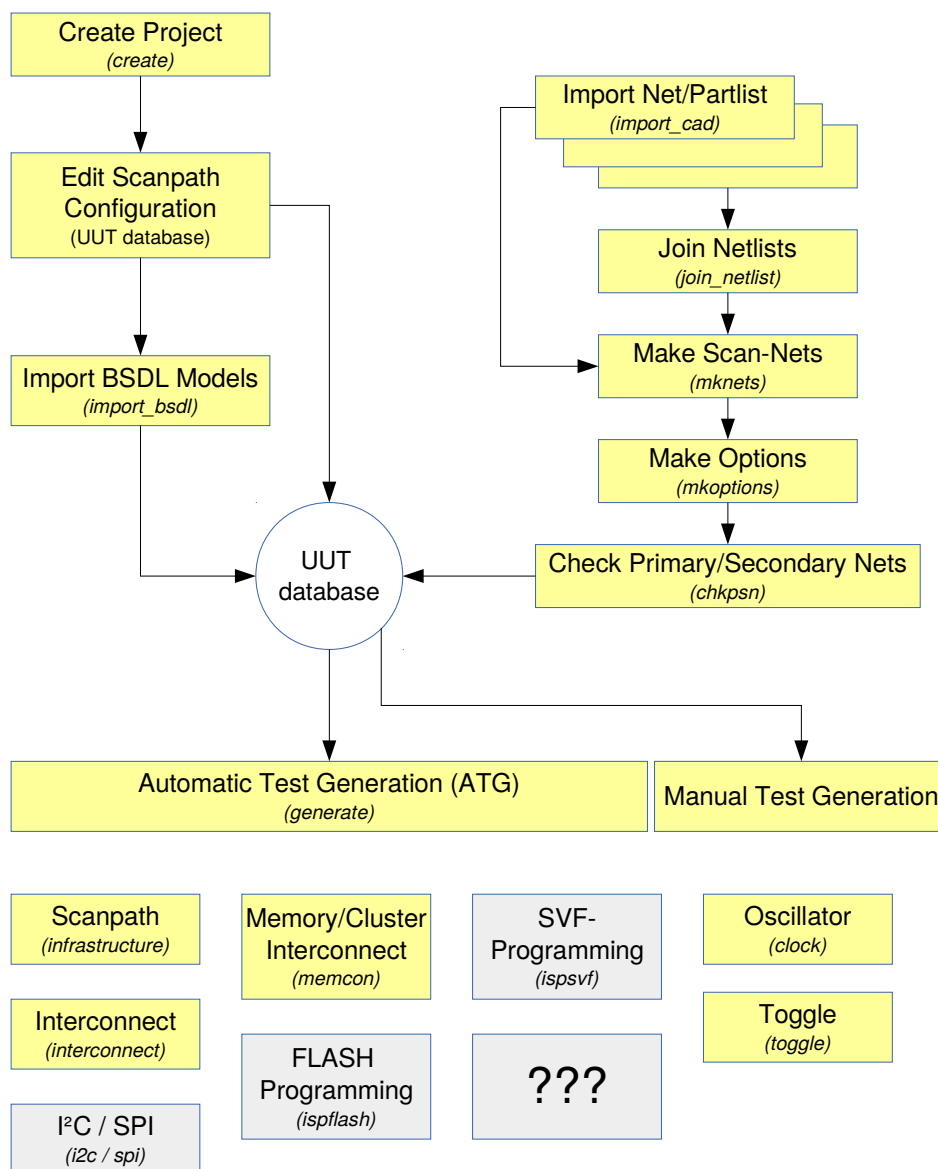 Create Project
(create)
Import Net/Partlist
(import_cad)
Edit Scanpath
Configuration
(UUT database)
Join Netlists
(join_netlist)
Make Scan-Nets
(mknets)
Import BSDL Models
(import_bsdl)
Make Options
(mkoptions)
UUT
database
Check Primary/Secondary Nets
(chkpsn)
Automatic Test Generation (ATG)
(generate)
Manual Test Generation
Scanpath
(infrastructure)
Memory/Cluster
Interconnect
(memcon)
SVF-
Programming
(ispsvf)
Oscillator
(clock)
Interconnect
(interconnect)
FLASH
Programming
(ispflash)
???
Toggle
(toggle)
I²C / SPI
(i2c / spi)